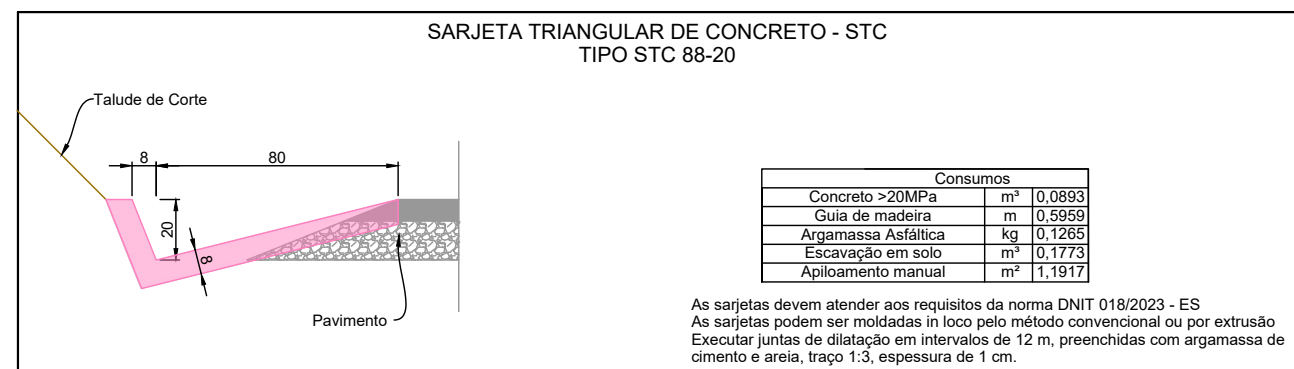 SARJETA TRIANGULAR DE CONCRETO - STC
TIPO STC 88-20
Talude de Corte
8
80
20
8
Pavimento
Consumos
Concreto >20MPa m³ 0,0893
Guia de madeira m 0,5959
Argamassa Asfáltica kg 0,1265
Escavação em solo m³ 0,1773
Apiloamento manual m² 1,1917
As sarjetas devem atender aos requisitos da norma DNIT 018/2023 - ES
As sarjetas podem ser moldadas in loco pelo método convencional ou por extrusão
Executar juntas de dilatação em intervalos de 12 m, preenchidas com argamassa de
cimento e areia, traço 1:3, espessura de 1 cm.